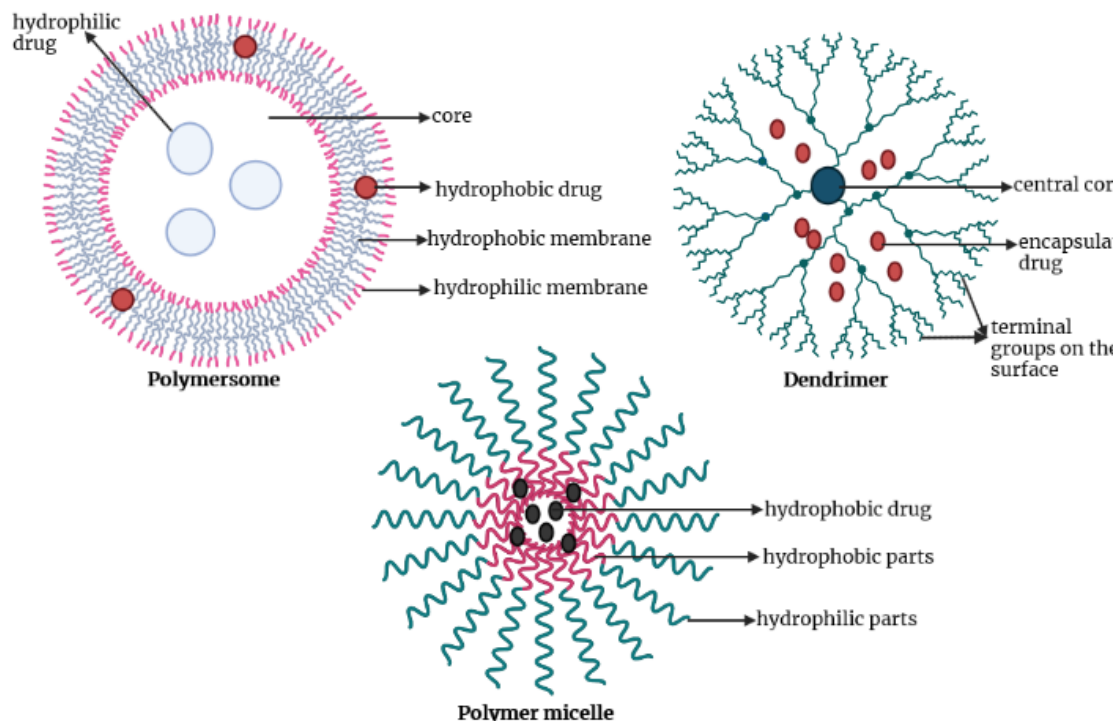 hydrophilic
drug
core
hydrophobic drug
hydrophobic membrane
hydrophilic membrane
Polymersome
central cor
encapsulat
drug
terminal
groups on the
surface
Dendrimer
hydrophobic drug
hydrophobic parts
hydrophilic parts
Polymer micelle